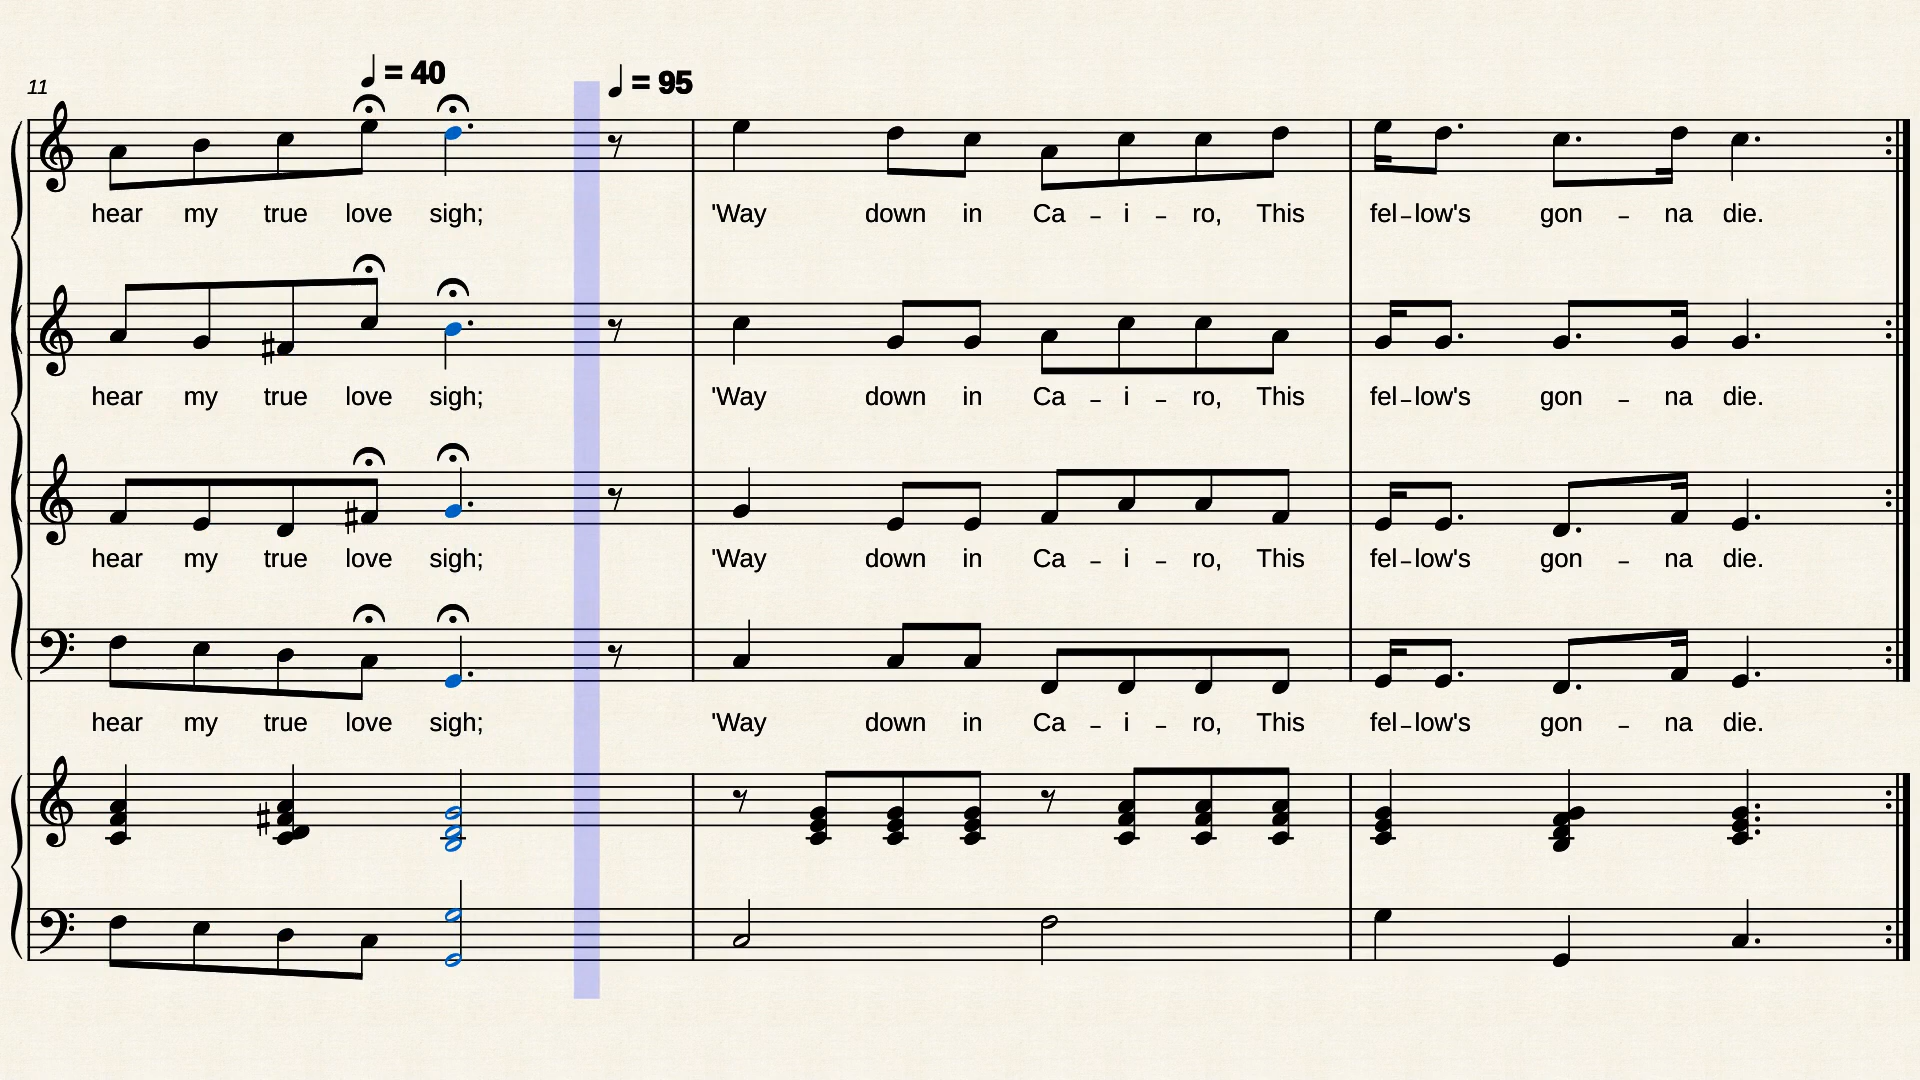 ♩ = 40
11
♩ = 95
hear my true love sigh; 'Way down in Ca – i – ro, This fel – low's gon – na die.
hear my true love sigh; 'Way down in Ca – i – ro, This fel – low's gon – na die.
hear my true love sigh; 'Way down in Ca – i – ro, This fel – low's gon – na die.
hear my true love sigh; 'Way down in Ca – i – ro, This fel – low's gon – na die.